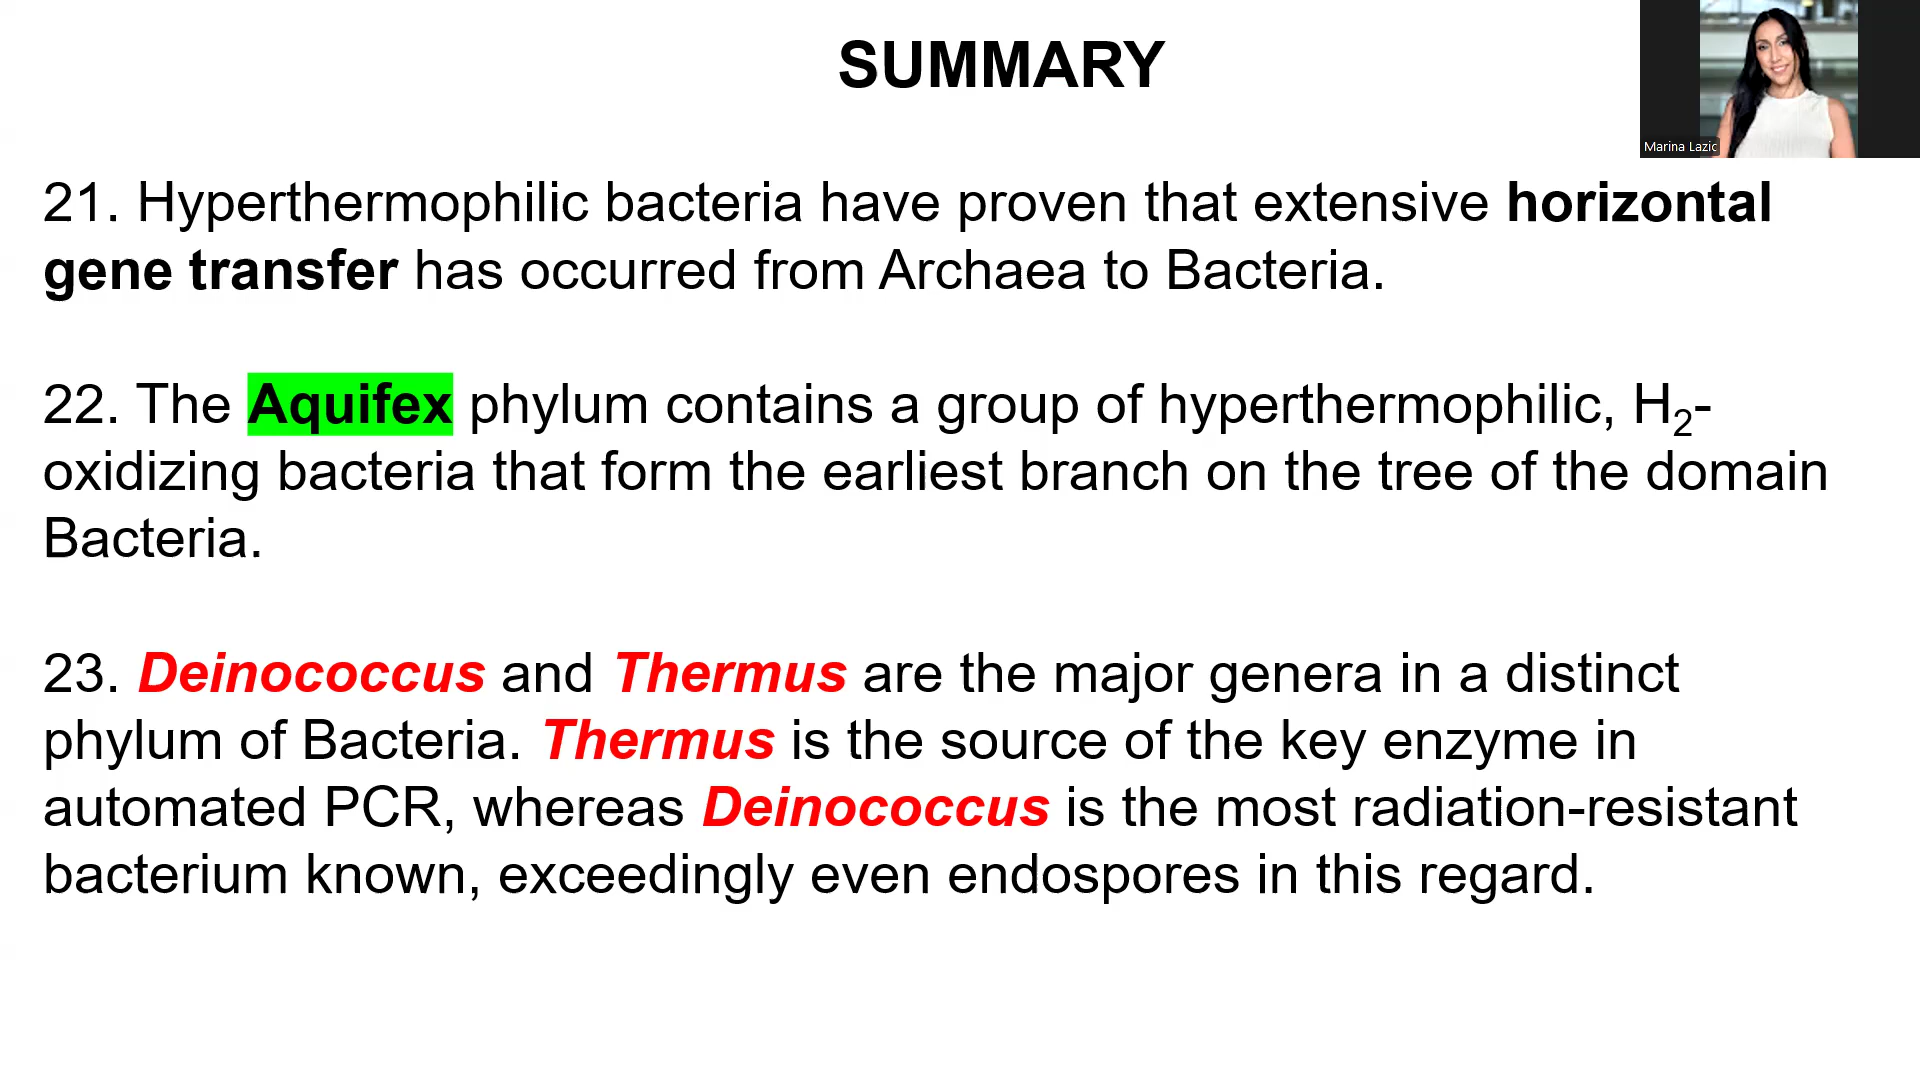 SUMMARY
Marina Lazic
21. Hyperthermophilic bacteria have proven that extensive horizontal
gene transfer has occurred from Archaea to Bacteria.
22. The Aquifex phylum contains a group of hyperthermophilic, H₂-
oxidizing bacteria that form the earliest branch on the tree of the domain
Bacteria.
23. Deinococcus and Thermus are the major genera in a distinct
phylum of Bacteria. Thermus is the source of the key enzyme in
automated PCR, whereas Deinococcus is the most radiation-resistant
bacterium known, exceedingly even endospores in this regard.